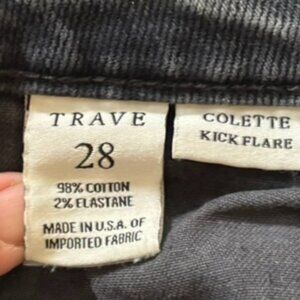 TRAVE
28
98% COTTON
2% ELASTANE
MADE IN U.S.A. OF
IMPORTED FABRIC
COLETTE
KICK FLARE